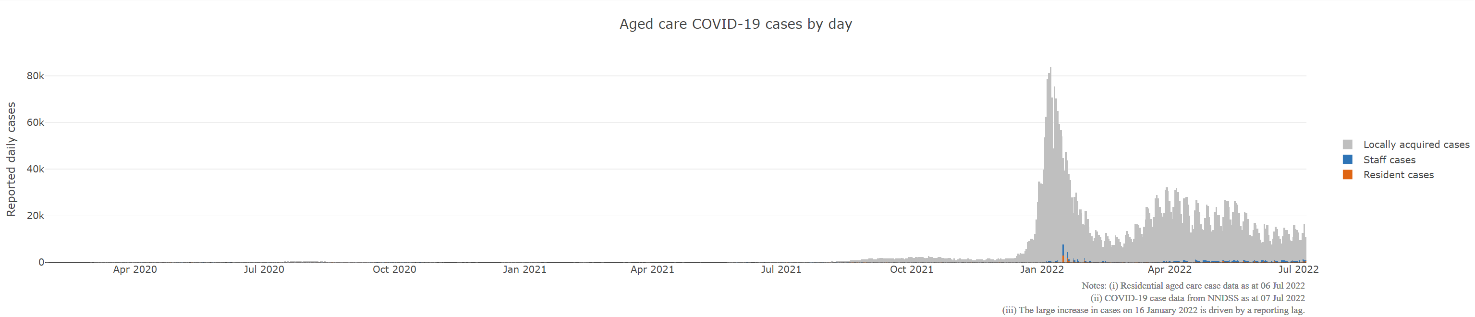 Aged care COVID-19 cases by day
Reported daily cases
80k
60k
40k
20k
0
Apr 2020
Jul 2020
Oct 2020
Jan 2021
Apr 2021
Jul 2021
Oct 2021
Jan 2022
Apr 2022
Jul 2022
Locally acquired cases
Staff cases
Resident cases
Notes: (i) Residential aged care case data as at 06 Jul 2022
(ii) COVID-19 case data from NNDSS as at 07 Jul 2022
(iii) The large increase in cases on 16 January 2022 is driven by a reporting lag.